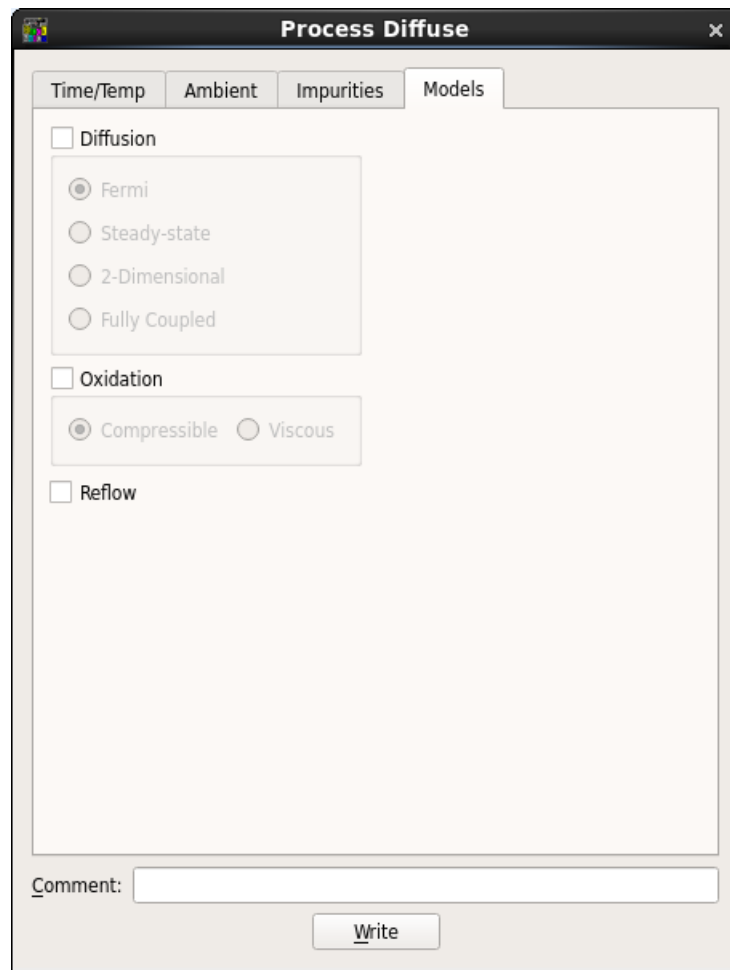 Process Diffuse
Time/Temp Ambient Impurities Models
Diffusion
Fermi
Steady-state
2-Dimensional
Fully Coupled
Oxidation
Compressible Viscous
Reflow
Comment:
Write